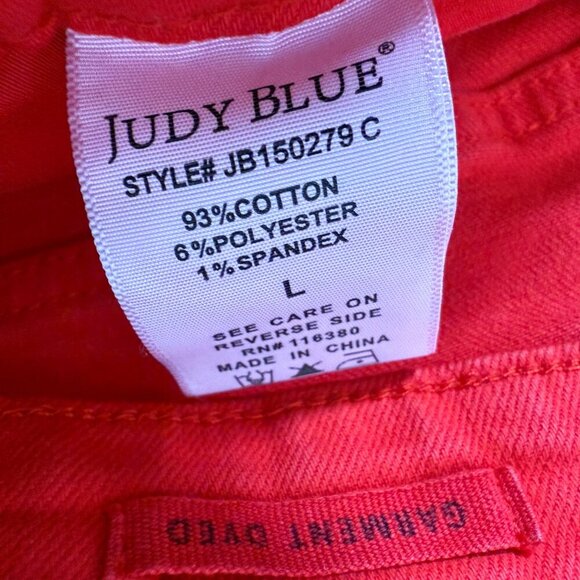 JUDY BLUE®
STYLE# JB150279 C
93%COTTON
6%POLYESTER
1%SPANDEX
L
SEE CARE ON
REVERSE SIDE
RN# 116380
MADE IN CHINA
GARMENT DYED